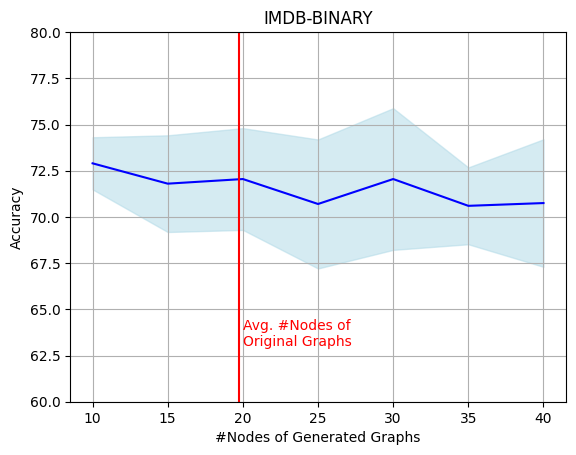 IMDB-BINARY
80.0
77.5
75.0
72.5
70.0
67.5
65.0
62.5
60.0
Accuracy
Avg. #Nodes of
Original Graphs
10 15 20 25 30 35 40
#Nodes of Generated Graphs